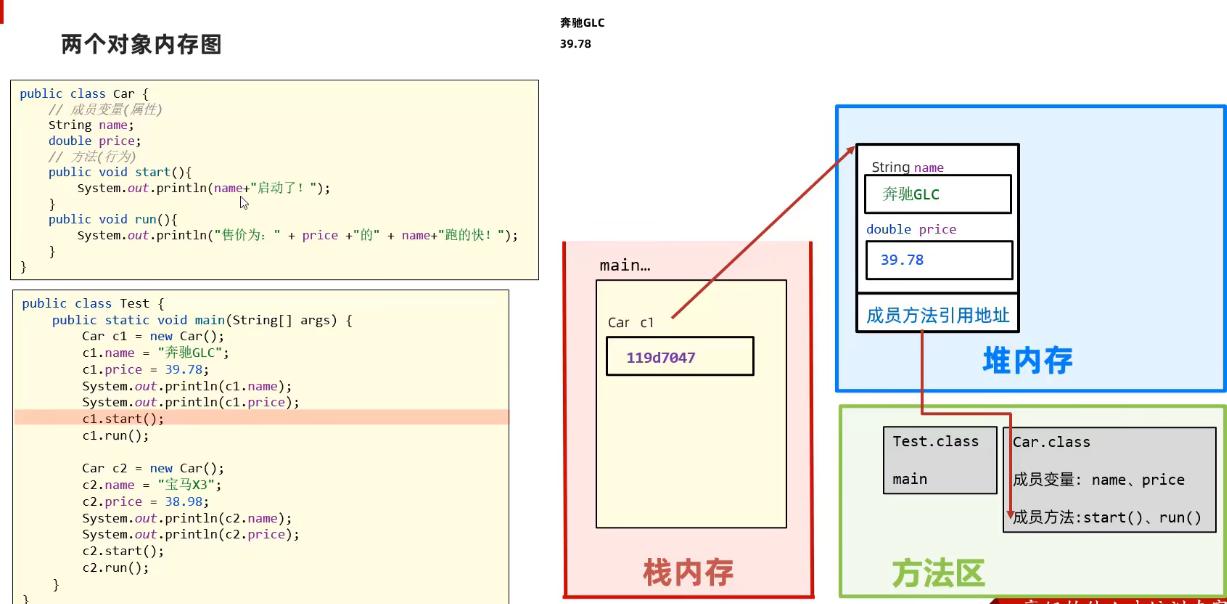 两个对象内存图
奔驰GLC
39.78
public class Car {
// 成员变量(属性)
String name;
double price;
// 方法(行为)
public void start(){
System.out.println(name+"启动了！");
}
public void run(){
System.out.println("售价为：" + price +"的" + name+"跑的快！");
}
}
public class Test {
public static void main(String[] args) {
Car c1 = new Car();
c1.name = "奔驰GLC";
c1.price = 39.78;
System.out.println(c1.name);
System.out.println(c1.price);
c1.start();
c1.run();
Car c2 = new Car();
c2.name = "宝马X3";
c2.price = 38.98;
System.out.println(c2.name);
System.out.println(c2.price);
c2.start();
c2.run();
}
}
main…
Car c1
119d7047
栈内存
String name
奔驰GLC
double price
39.78
成员方法引用地址
堆内存
Test.class
main
Car.class
成员变量: name、price
成员方法:start()、run()
方法区